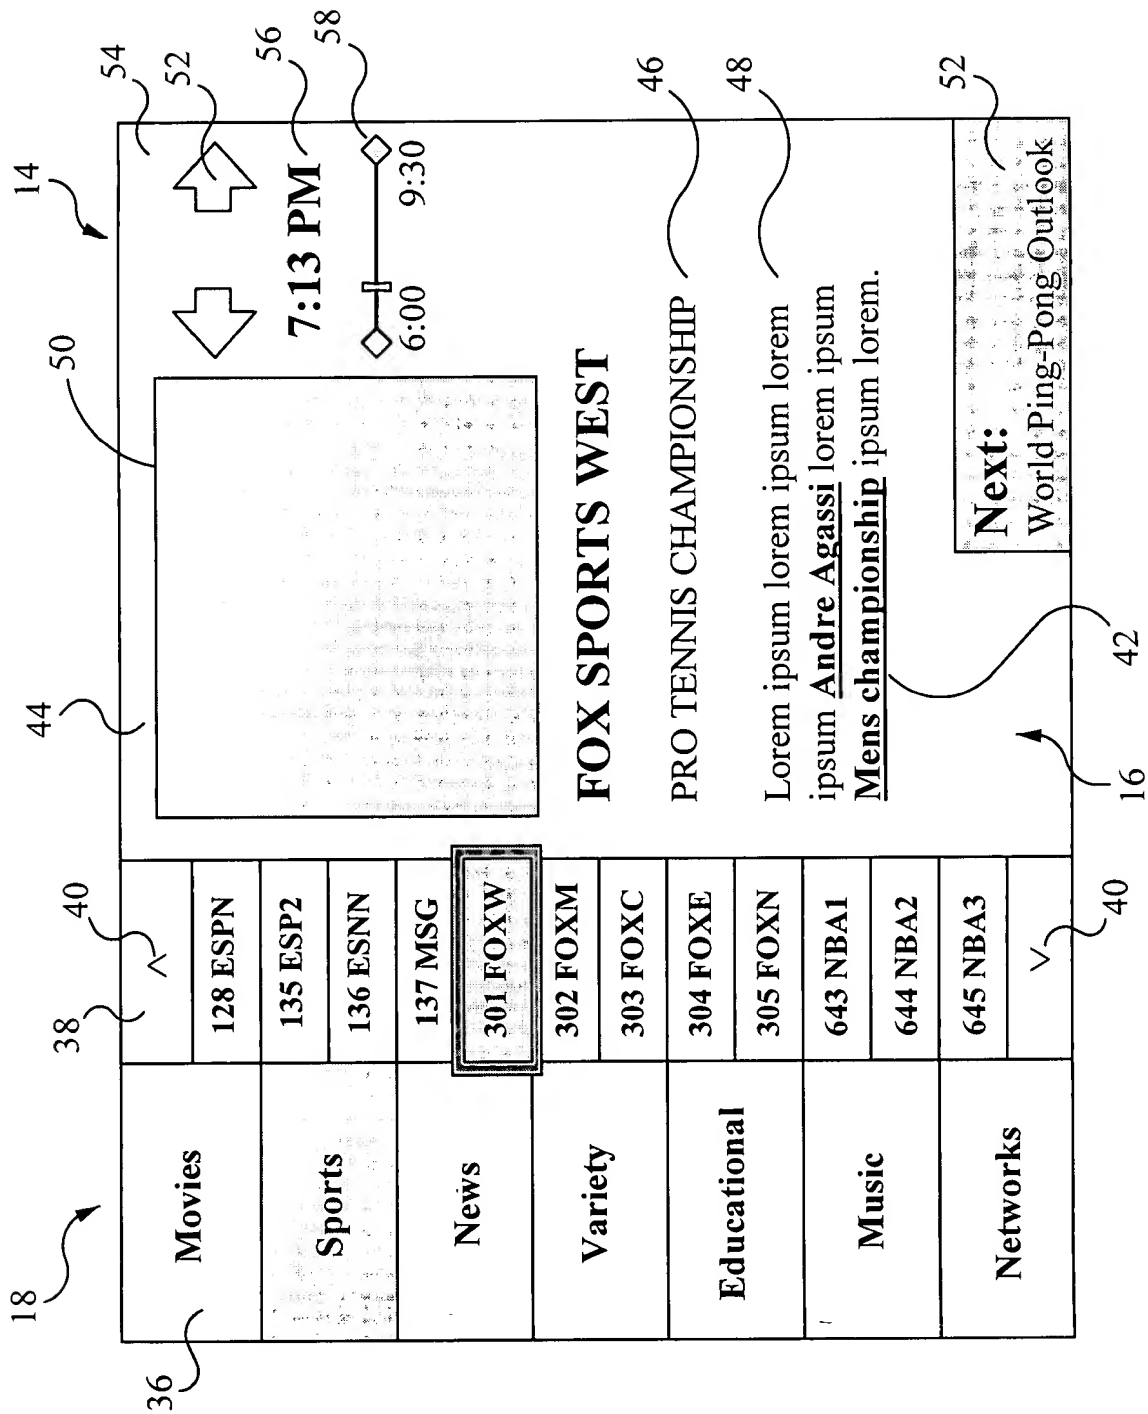 18
14
36
38
40
44
50
54
52
56
58
46
48
52
42
16
40
Movies
Sports
News
Variety
Educational
Music
Networks
^
128 ESPN
135 ESP2
136 ESNN
137 MSG
301 FOXW
302 FOXM
303 FOXC
304 FOXE
305 FOXN
643 NBA1
644 NBA2
645 NBA3
v
7:13 PM
6:00
9:30
FOX SPORTS WEST
PRO TENNIS CHAMPIONSHIP
Lorem ipsum lorem ipsum lorem
ipsum Andre Agassi lorem ipsum
Mens championship ipsum lorem.
Next:
World Ping-Pong Outlook